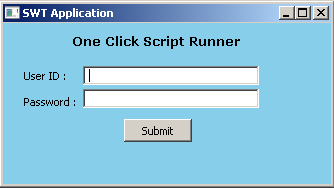 SWT Application
One Click Script Runner
User ID :
Password :
Submit